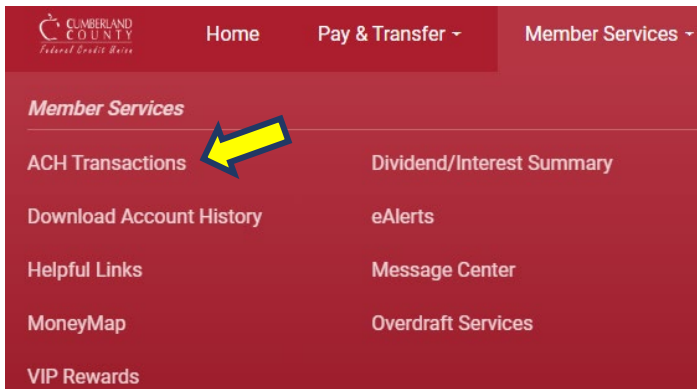 CUMBERLAND
COUNTY
Federal Credit Union
Home Pay & Transfer - Member Services -
Member Services
ACH Transactions Dividend/Interest Summary
Download Account History eAlerts
Helpful Links Message Center
MoneyMap Overdraft Services
VIP Rewards